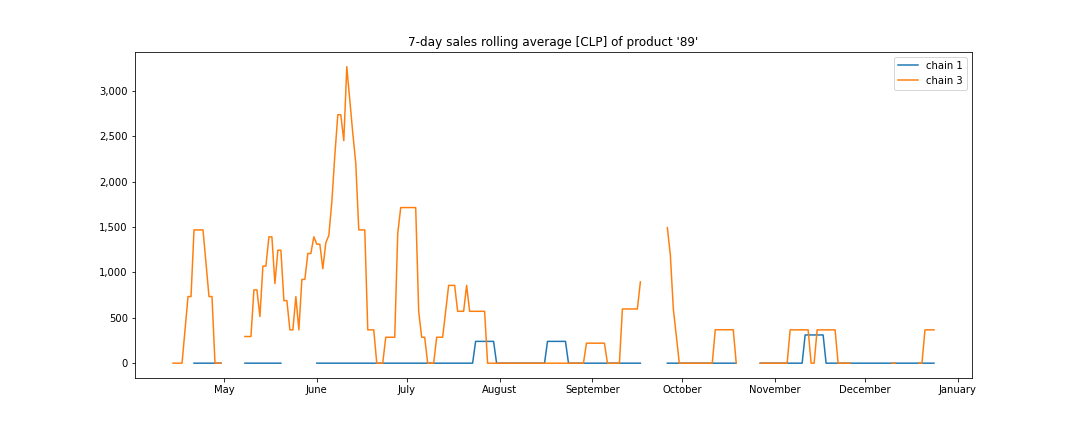 7-day sales rolling average [CLP] of product '89'
chain 1
chain 3
3,000
2,500
2,000
1,500
1,000
500
0
May June July August September October November December January